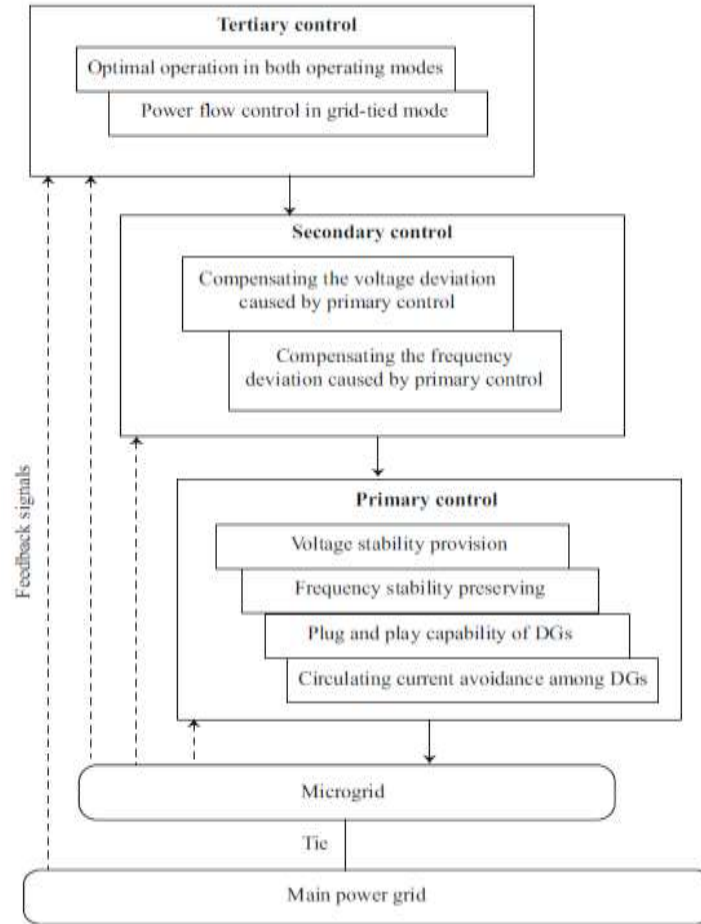 Tertiary control
Optimal operation in both operating modes
Power flow control in grid-tied mode
Secondary control
Compensating the voltage deviation
caused by primary control
Compensating the frequency
deviation caused by primary control
Primary control
Voltage stability provision
Frequency stability preserving
Plug and play capability of DGs
Circulating current avoidance among DGs
Feedback signals
Microgrid
Tie
Main power grid